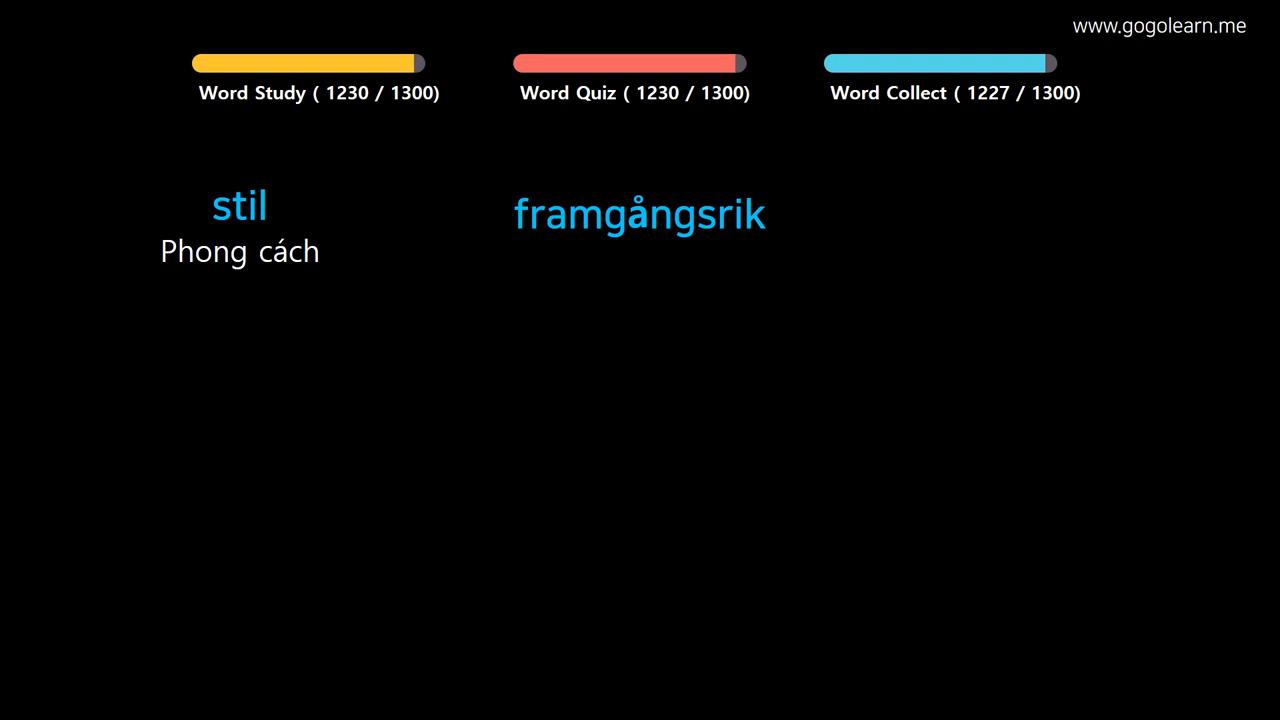 www.gogolearn.me
Word Study ( 1230 / 1300)
Word Quiz ( 1230 / 1300)
Word Collect ( 1227 / 1300)
stil
Phong cách
framgångsrik